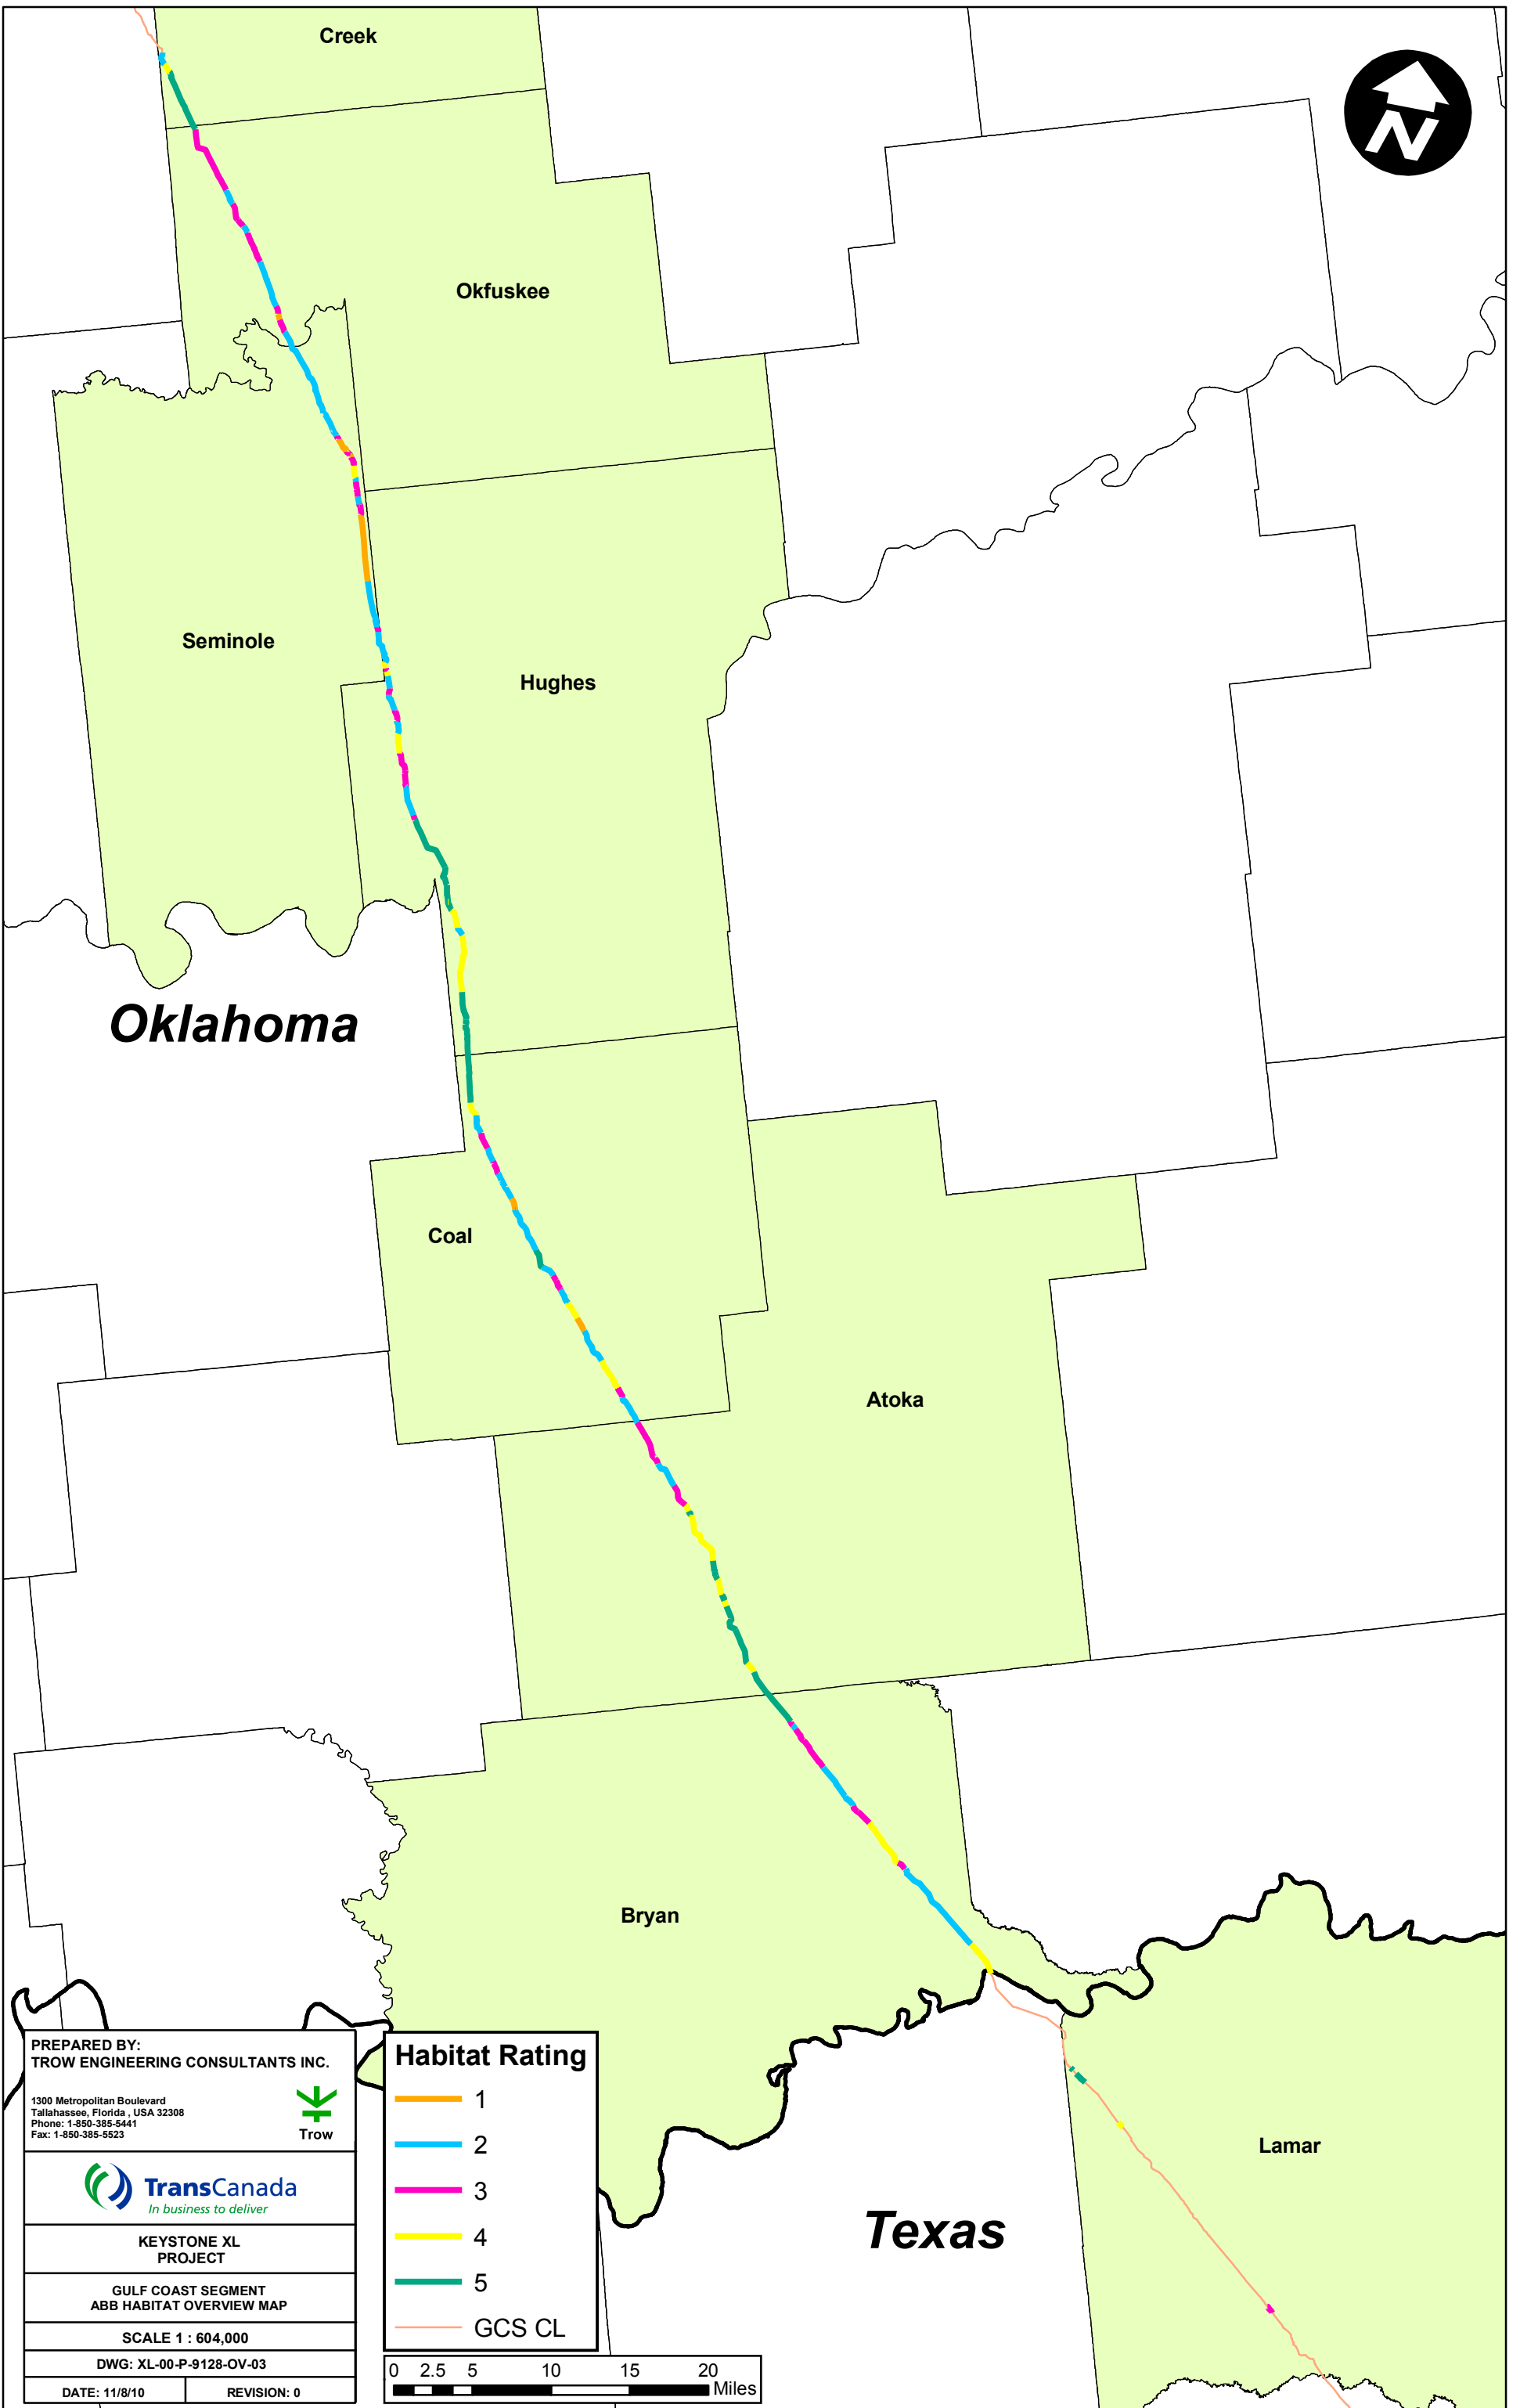 Creek
N
Okfuskee
Seminole
Hughes
Oklahoma
Coal
Atoka
Bryan
Lamar
Texas
PREPARED BY:
TROW ENGINEERING CONSULTANTS INC.
1300 Metropolitan Boulevard
Tallahassee, Florida , USA 32308
Phone: 1-850-385-5441
Fax: 1-850-385-5523
Trow
TransCanada
In business to deliver
KEYSTONE XL
PROJECT
GULF COAST SEGMENT
ABB HABITAT OVERVIEW MAP
SCALE 1 : 604,000
DWG: XL-00-P-9128-OV-03
DATE: 11/8/10
REVISION: 0
Habitat Rating
1
2
3
4
5
GCS CL
0 2.5 5 10 15 20
Miles